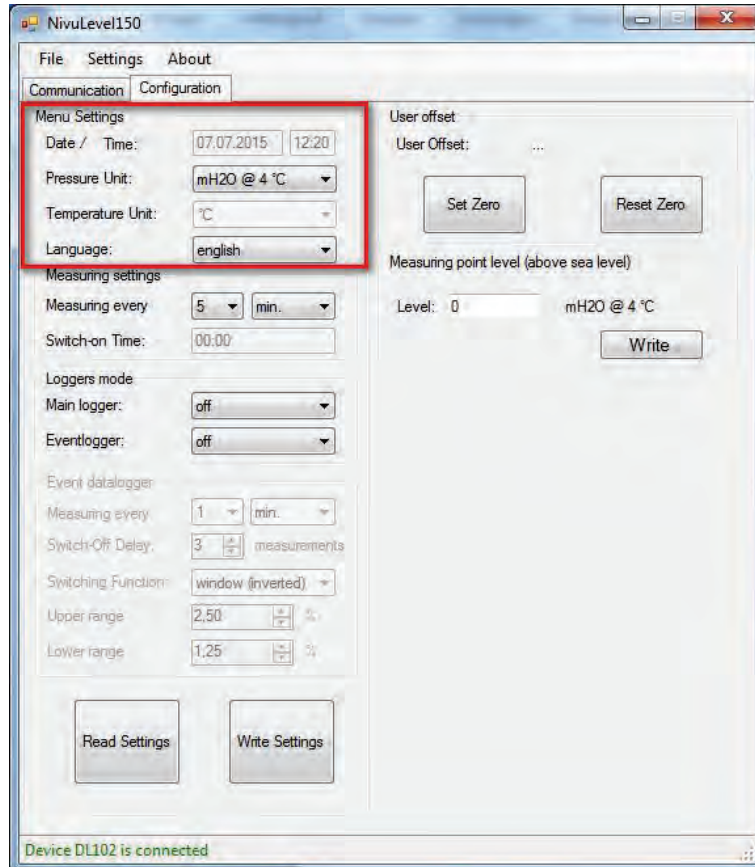 NivuLevel150
File Settings About
Communication Configuration
Menu Settings
Date / Time: 07.07.2015 12:20
Pressure Unit: mH2O @ 4 °C
Temperature Unit: °C
Language: english
Measuring settings
Measuring every 5 min.
Switch-on Time: 00:00
Loggers mode
Main logger: off
Eventlogger: off
Event datalogger
Measuring every 1 min.
Switch-Off Delay: 3 measurements
Switching Function: window (inverted)
Upper range 2,50 %
Lower range 1,25 %
Read Settings Write Settings
User offset
User Offset: ...
Set Zero Reset Zero
Measuring point level (above sea level)
Level: 0 mH2O @ 4 °C
Write
Device DL102 is connected